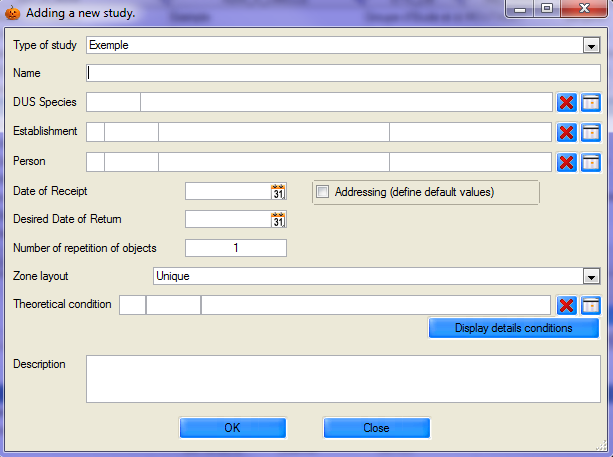 Adding a new study.
Type of study Exemple
Name
DUS Species
Establishment
Person
Date of Receipt 31 Addressing (define default values)
Desired Date of Return 31
Number of repetition of objects 1
Zone layout Unique
Theoretical condition
Display details conditions
Description
OK Close